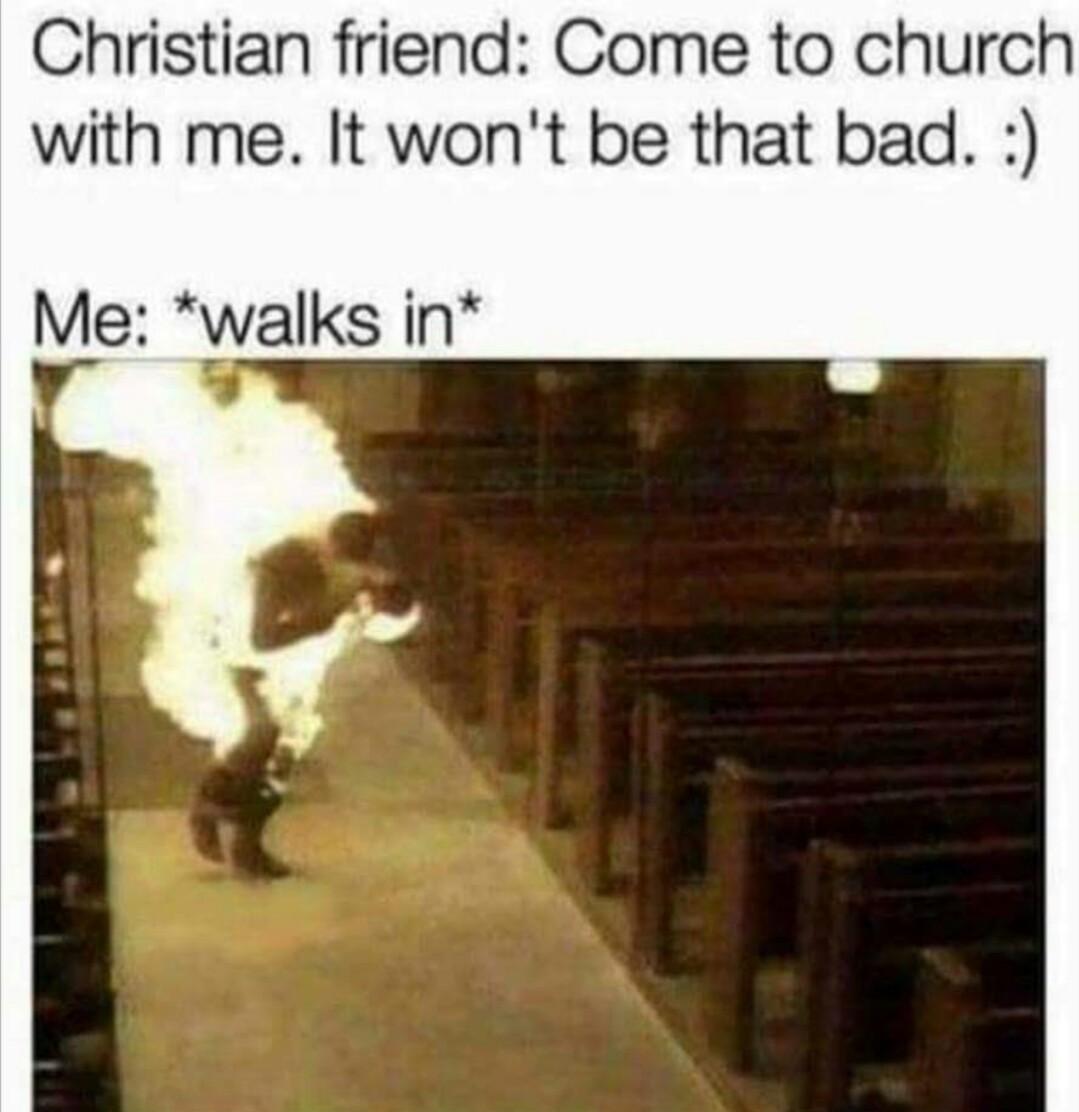 Christian friend: Come to church
with me. It won't be that bad. :)
Me: *walks in*